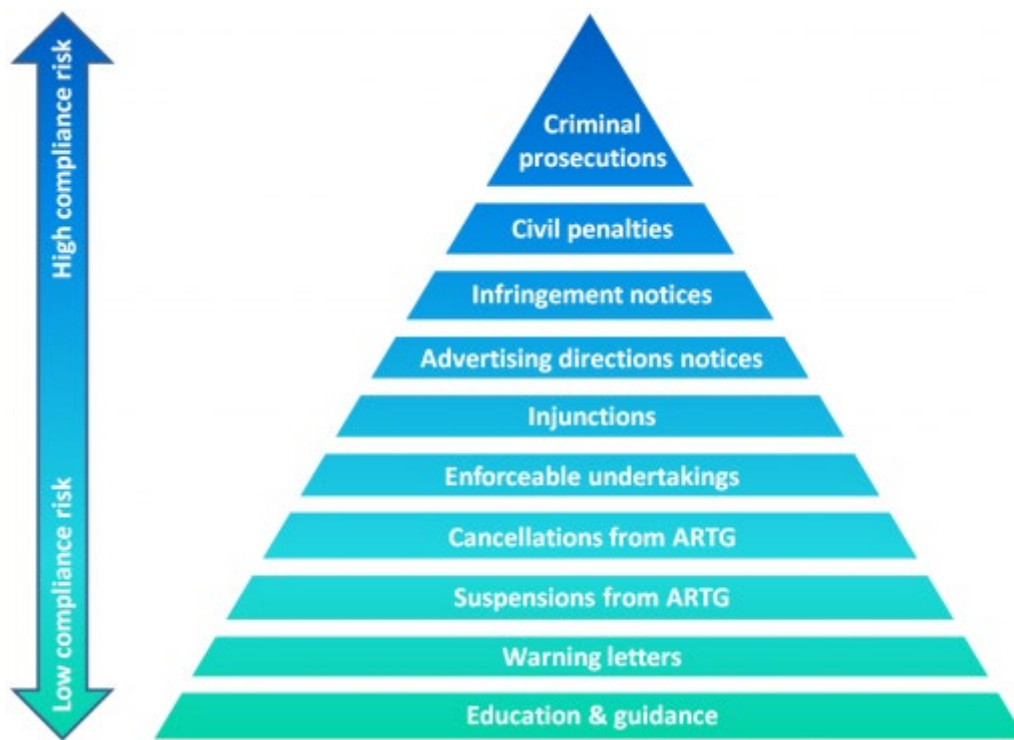 High compliance risk
Low compliance risk
Criminal
prosecutions
Civil penalties
Infringement notices
Advertising directions notices
Injunctions
Enforceable undertakings
Cancellations from ARTG
Suspensions from ARTG
Warning letters
Education & guidance